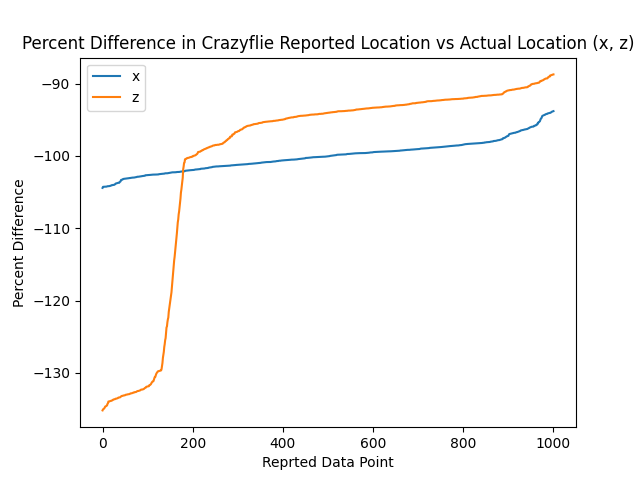 Percent Difference in Crazyflie Reported Location vs Actual Location (x, z)
x
z
−90
−100
−110
−120
−130
Percent Difference
0
200
400
600
800
1000
Reprted Data Point